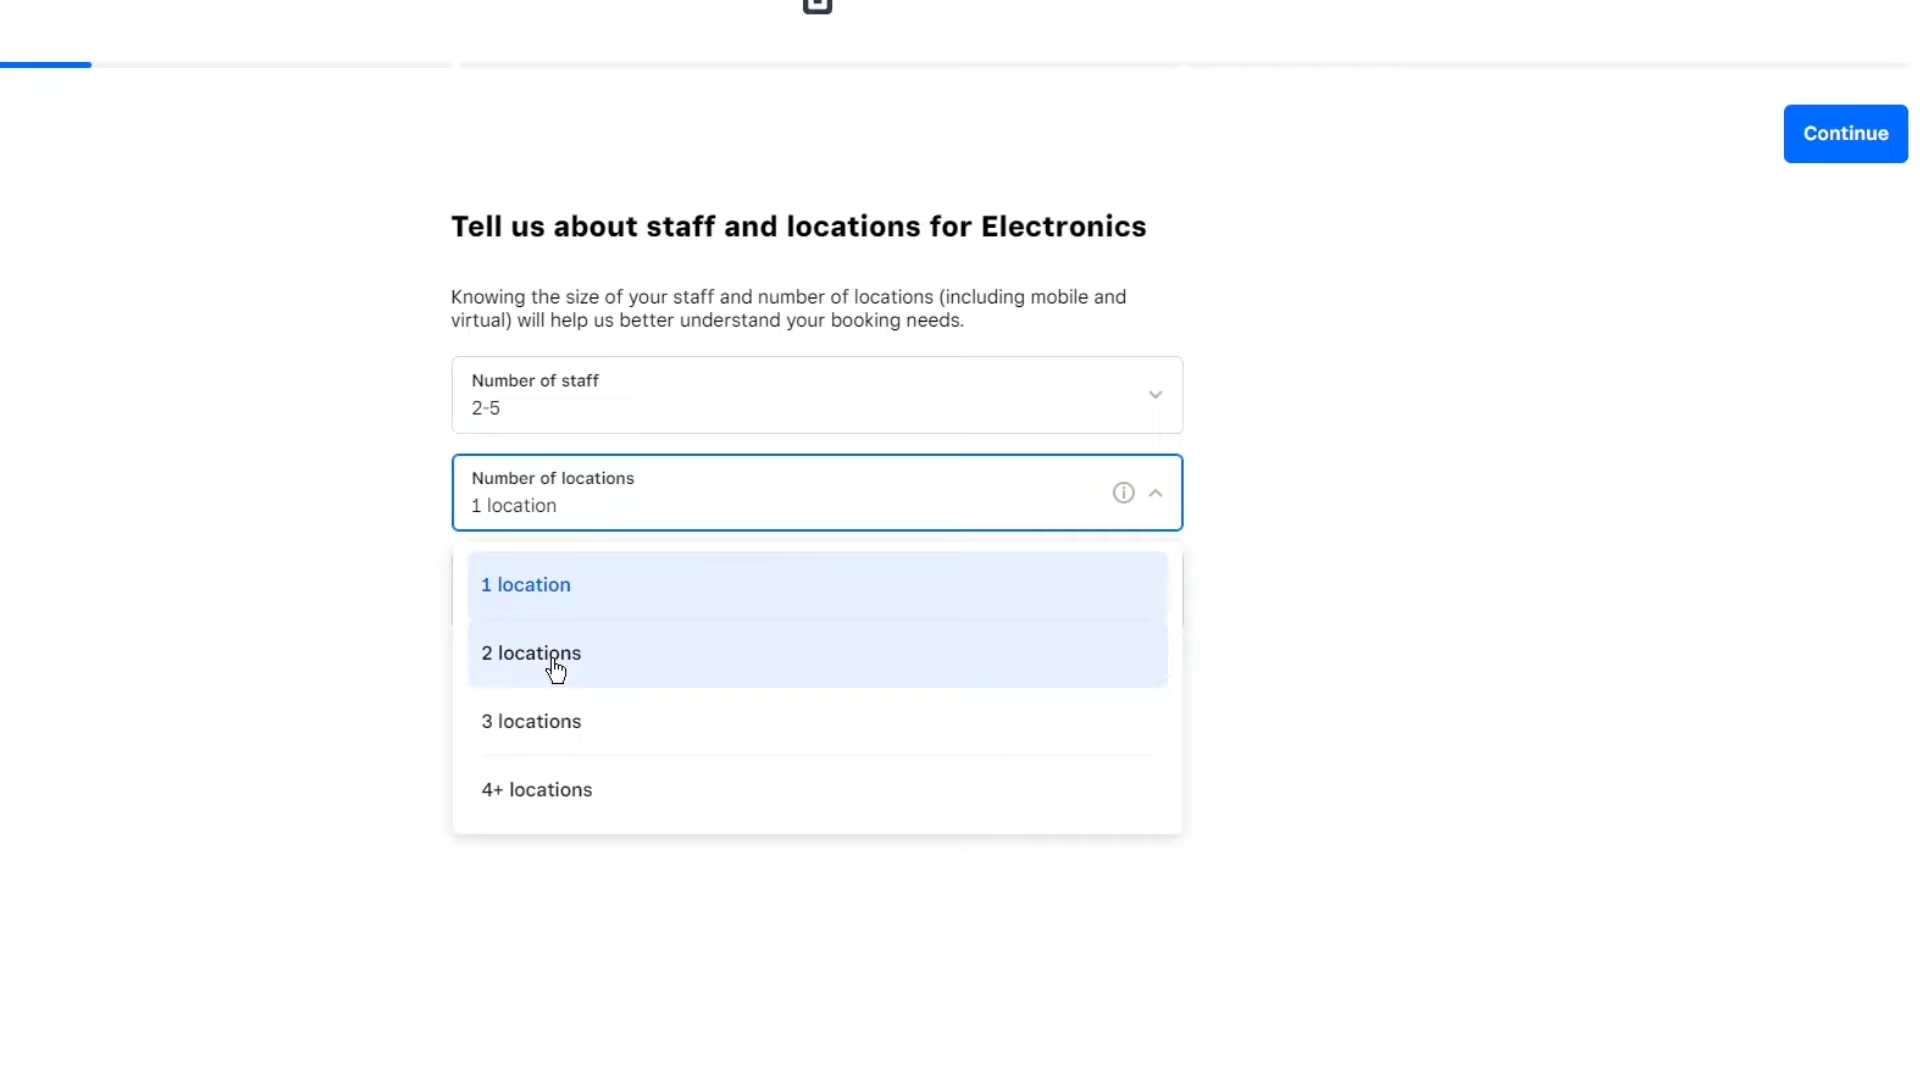 Continue
Tell us about staff and locations for Electronics
Knowing the size of your staff and number of locations (including mobile and
virtual) will help us better understand your booking needs.
Number of staff
2-5
Number of locations
1 location
1 location
2 locations
3 locations
4+ locations